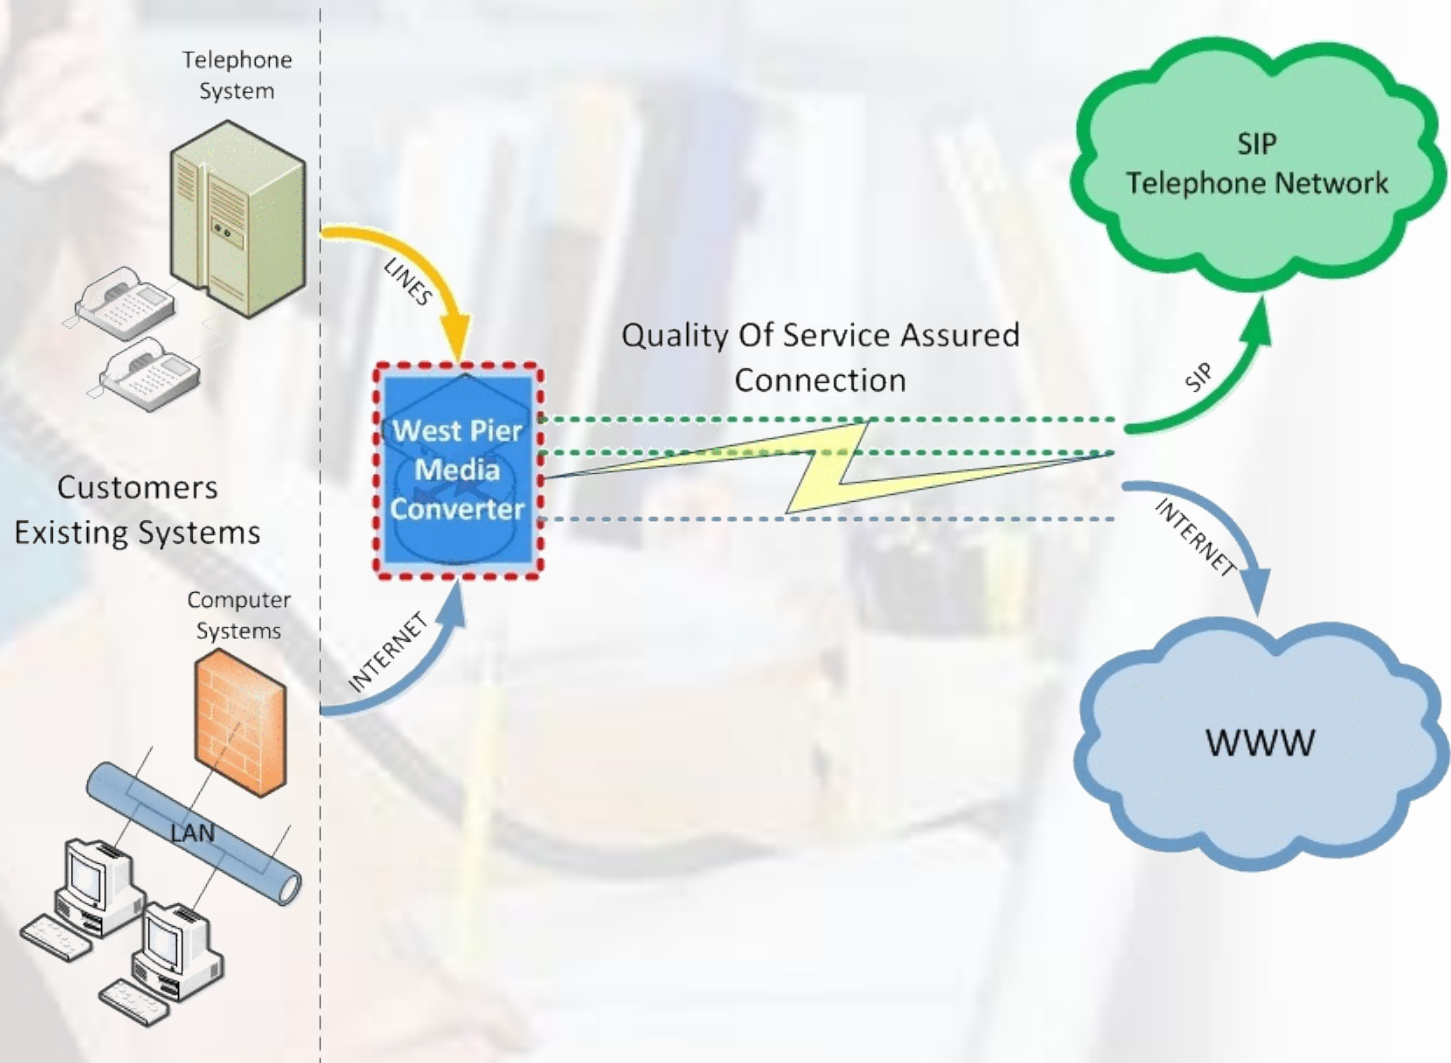 Telephone
System
LINES
SIP
Telephone Network
Quality Of Service Assured
Connection
SIP
West Pier
Media
Converter
Customers
Existing Systems
INTERNET
INTERNET
Computer
Systems
LAN
WWW